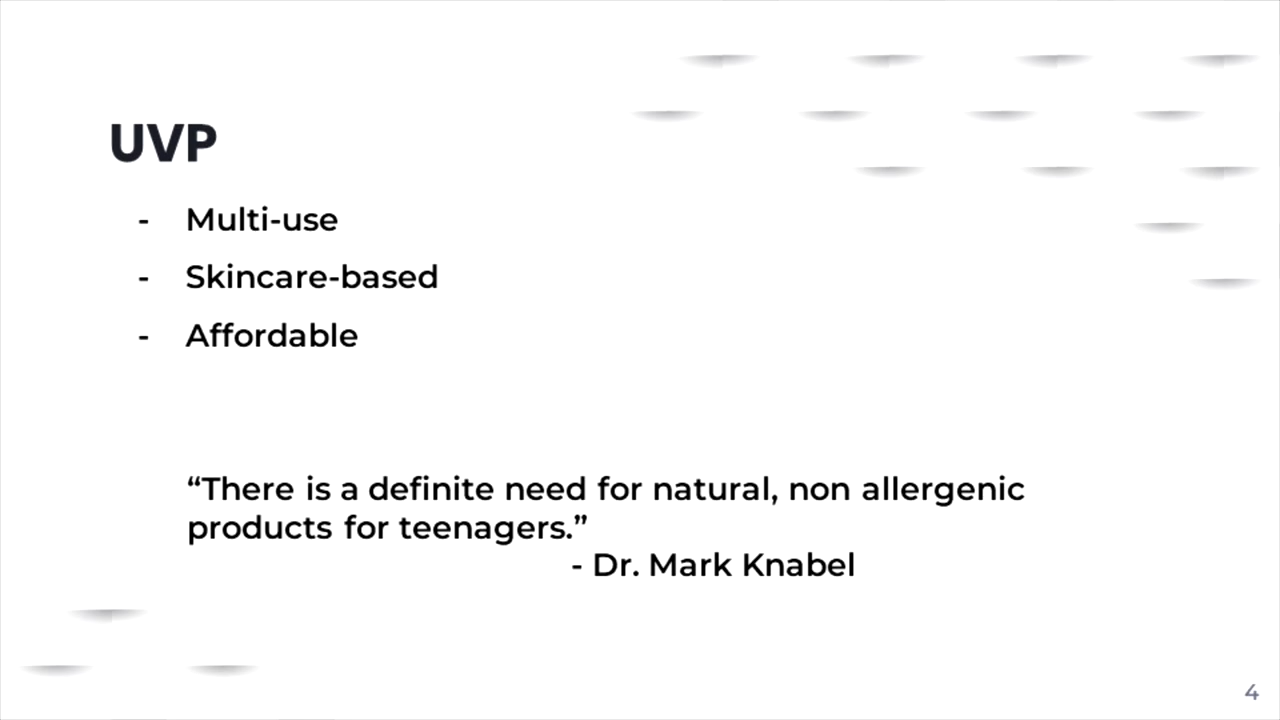 UVP
- Multi-use
- Skincare-based
- Affordable
“There is a definite need for natural, non allergenic
products for teenagers.”
- Dr. Mark Knabel
4